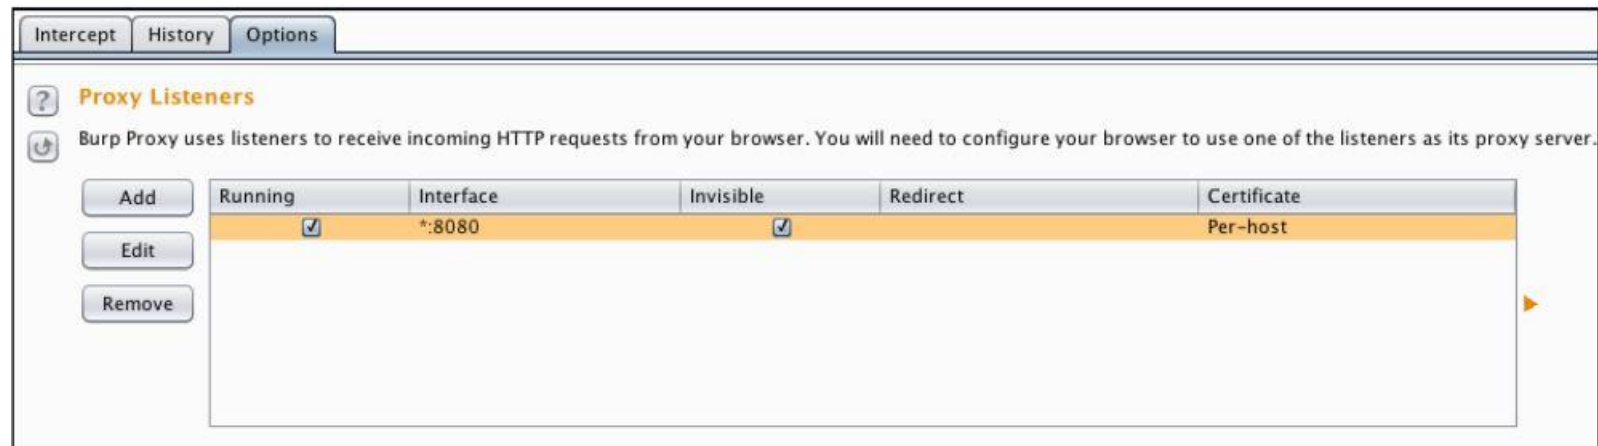 Intercept History Options
? Proxy Listeners
Burp Proxy uses listeners to receive incoming HTTP requests from your browser. You will need to configure your browser to use one of the listeners as its proxy server.
Add Running Interface Invisible Redirect Certificate
*:8080 Per-host
Edit
Remove